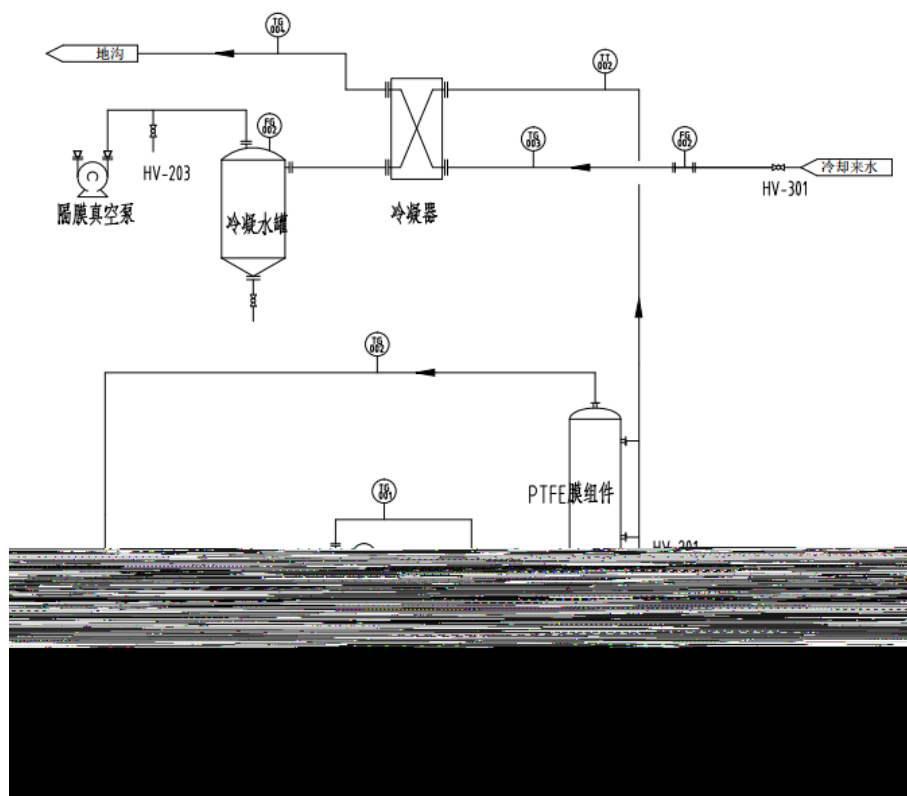 TG
004
地沟
TT
002
FG
002
TG
003
FG
002
冷却来水
HV-203
HV-301
隔膜真空泵
冷凝水罐
冷凝器
TG
002
TG
001
PTFE膜组件